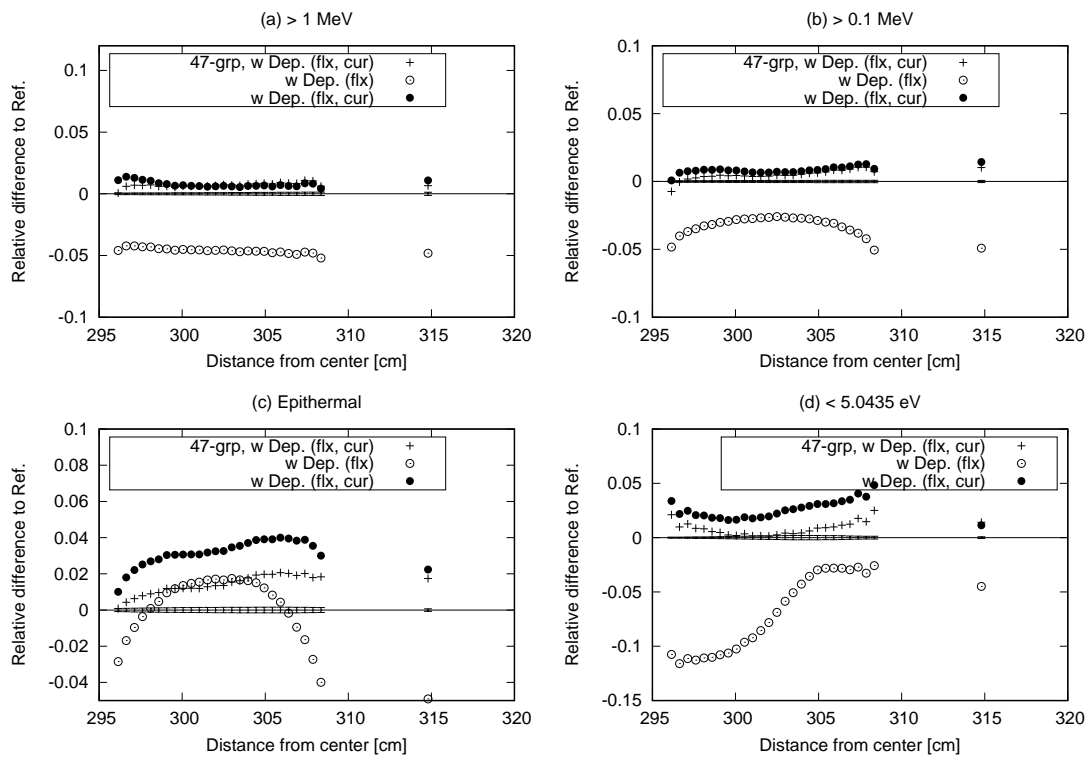 (a) > 1 MeV
0.1
0.05
0
-0.05
-0.1
295 300 305 310 315 320
Relative difference to Ref.
Distance from center [cm]
47-grp, w Dep. (flx, cur)
w Dep. (flx)
w Dep. (flx, cur)
(b) > 0.1 MeV
0.1
0.05
0
-0.05
-0.1
295 300 305 310 315 320
Relative difference to Ref.
Distance from center [cm]
47-grp, w Dep. (flx, cur)
w Dep. (flx)
w Dep. (flx, cur)
(c) Epithermal
0.1
0.08
0.06
0.04
0.02
0
-0.02
-0.04
295 300 305 310 315 320
Relative difference to Ref.
Distance from center [cm]
47-grp, w Dep. (flx, cur)
w Dep. (flx)
w Dep. (flx, cur)
(d) < 5.0435 eV
0.1
0.05
0
-0.05
-0.1
-0.15
295 300 305 310 315 320
Relative difference to Ref.
Distance from center [cm]
47-grp, w Dep. (flx, cur)
w Dep. (flx)
w Dep. (flx, cur)